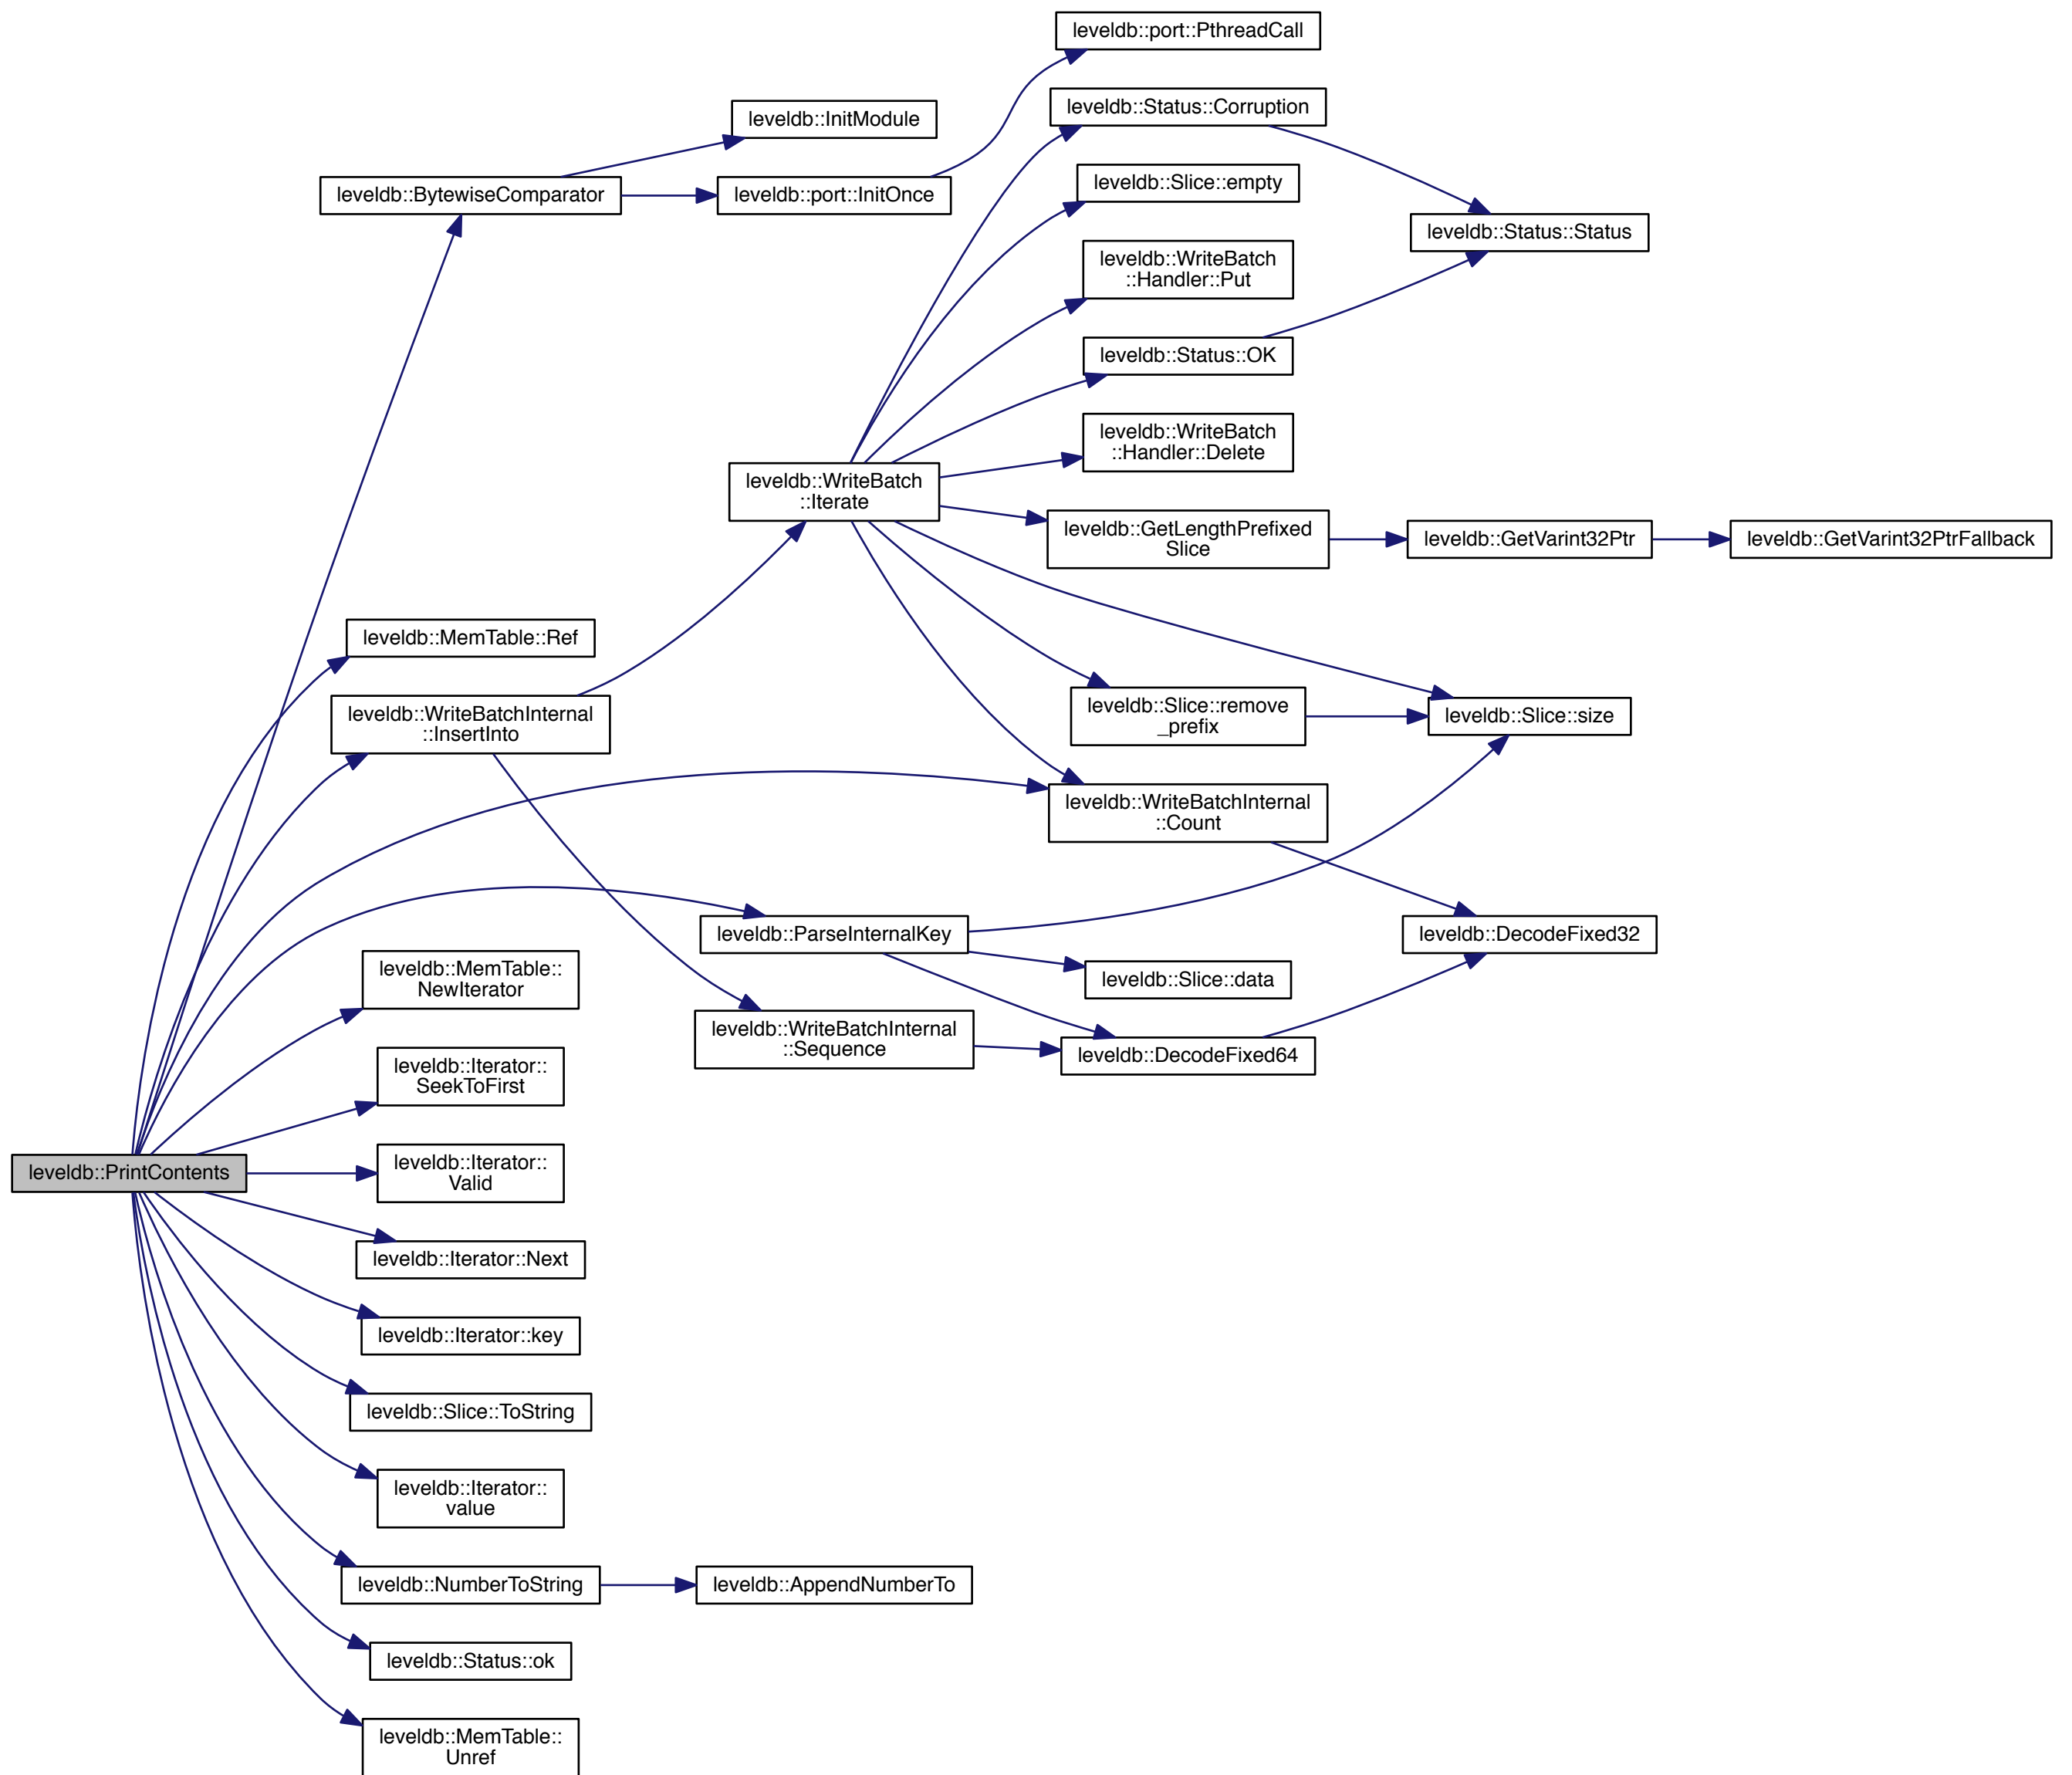 leveldb::port::PthreadCall
leveldb::Status::Corruption
leveldb::InitModule
leveldb::Slice::empty
leveldb::BytewiseComparator
leveldb::port::InitOnce
leveldb::Status::Status
leveldb::WriteBatch
::Handler::Put
leveldb::Status::OK
leveldb::WriteBatch
::Handler::Delete
leveldb::WriteBatch
::Iterate
leveldb::GetLengthPrefixed
Slice
leveldb::GetVarint32Ptr
leveldb::GetVarint32PtrFallback
leveldb::MemTable::Ref
leveldb::WriteBatchInternal
::InsertInto
leveldb::Slice::remove
_prefix
leveldb::Slice::size
leveldb::WriteBatchInternal
::Count
leveldb::ParseInternalKey
leveldb::DecodeFixed32
leveldb::MemTable::
NewIterator
leveldb::Slice::data
leveldb::WriteBatchInternal
::Sequence
leveldb::DecodeFixed64
leveldb::Iterator::
SeekToFirst
leveldb::PrintContents
leveldb::Iterator::
Valid
leveldb::Iterator::Next
leveldb::Iterator::key
leveldb::Slice::ToString
leveldb::Iterator::
value
leveldb::NumberToString
leveldb::AppendNumberTo
leveldb::Status::ok
leveldb::MemTable::
Unref